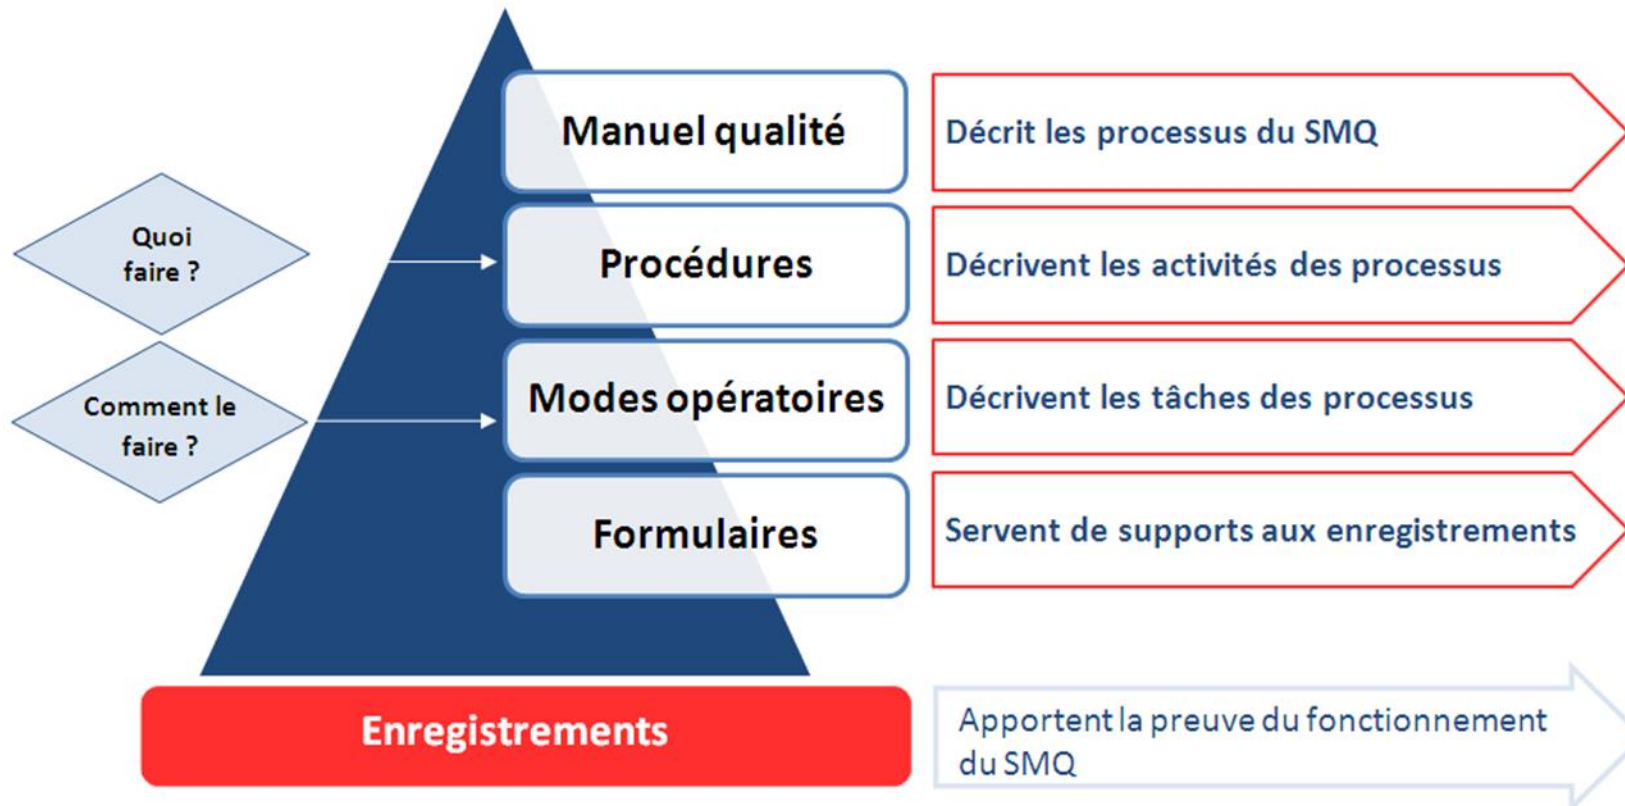 Manuel qualité
Décrit les processus du SMQ
Quoi
faire ?
Procédures
Décrivent les activités des processus
Comment le
faire ?
Modes opératoires
Décrivent les tâches des processus
Formulaires
Servent de supports aux enregistrements
Enregistrements
Apportent la preuve du fonctionnement
du SMQ